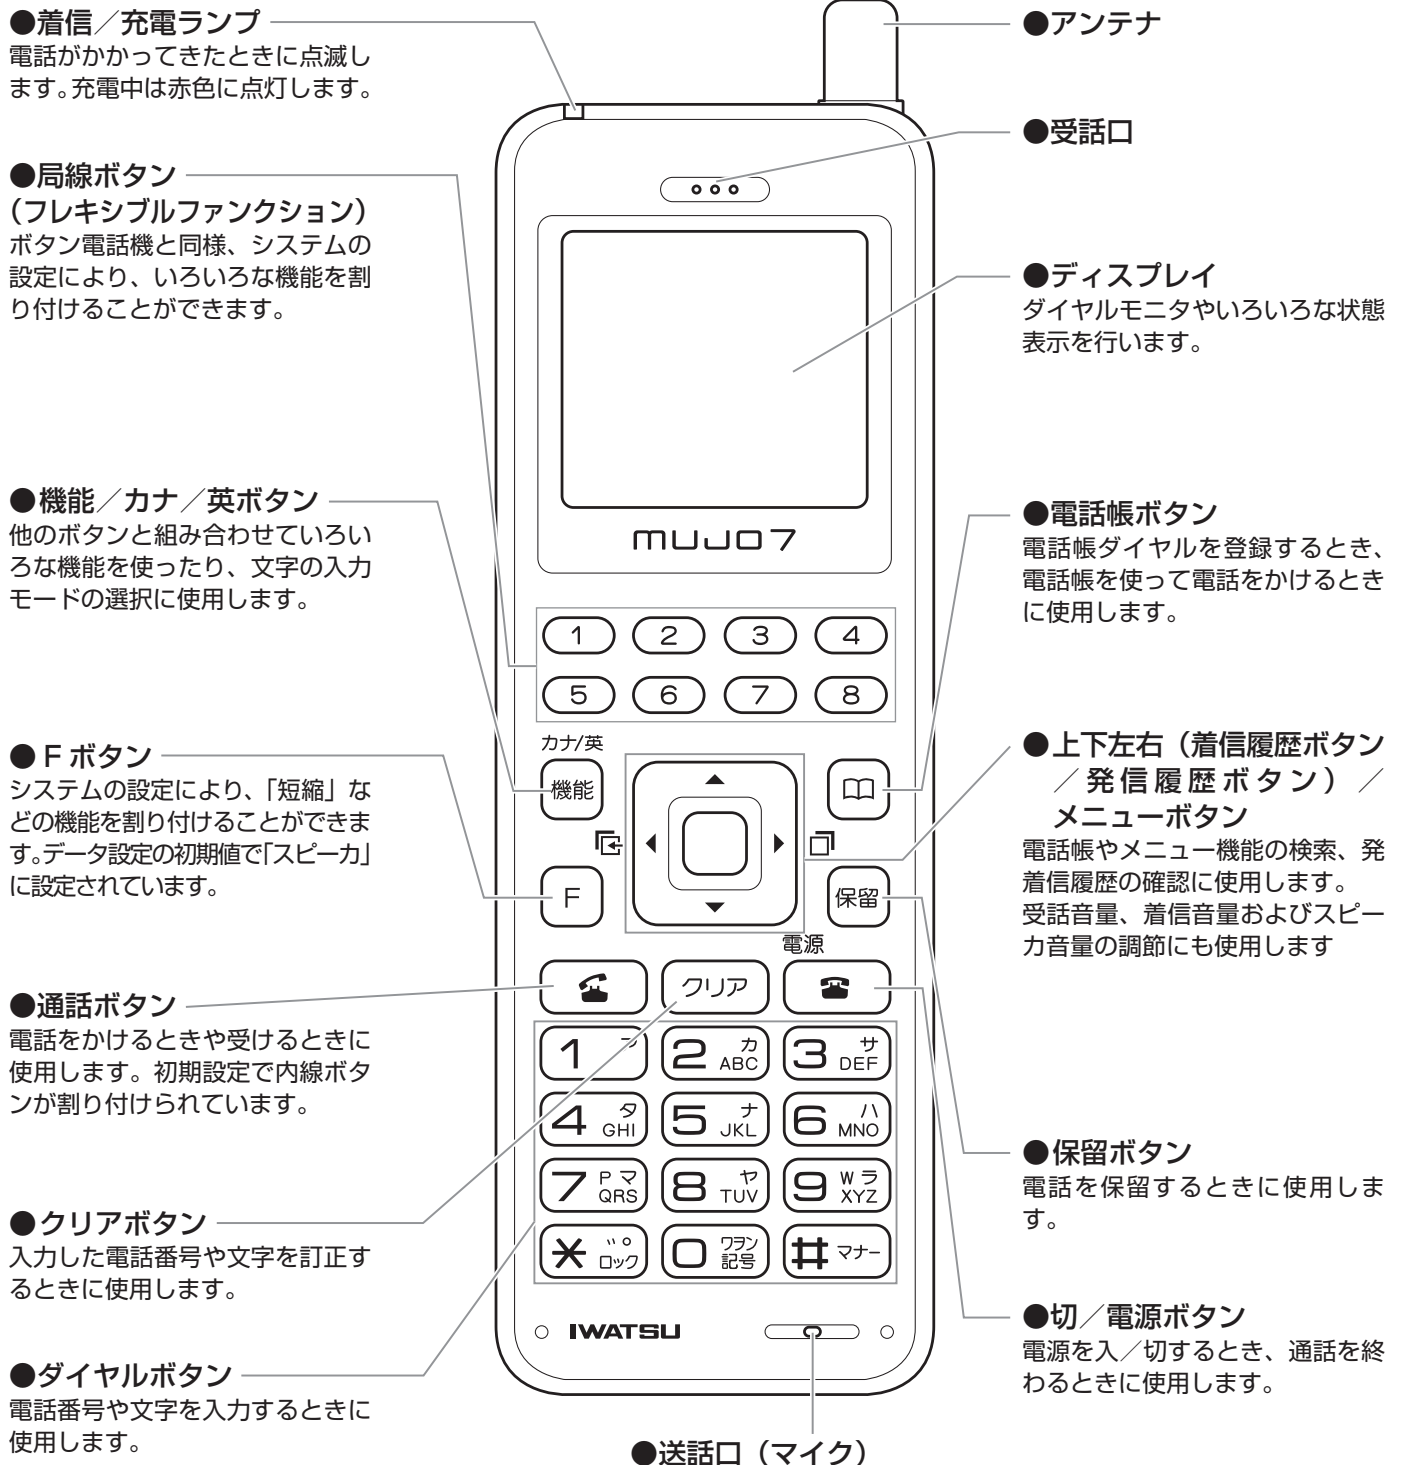 ●着信／充電ランプ
電話がかかってきたときに点滅し
ます。充電中は赤色に点灯します。
●局線ボタン
（フレキシブルファンクション）
ボタン電話機と同様、システムの
設定により、いろいろな機能を割
り付けることができます。
●機能／カナ／英ボタン
他のボタンと組み合わせていろい
ろな機能を使ったり、文字の入力
モードの選択に使用します。
●Fボタン
システムの設定により、「短縮」な
どの機能を割り付けることができま
す。データ設定の初期値で「スピーカ」
に設定されています。
●通話ボタン
電話をかけるときや受けるときに
使用します。初期設定で内線ボタ
ンが割り付けられています。
●クリアボタン
入力した電話番号や文字を訂正す
るときに使用します。
●ダイヤルボタン
電話番号や文字を入力するときに
使用します。
mujo7
1 2 3 4
5 6 7 8
カナ/英
機能
F
保留
電源
クリア
1
2 カ ABC
3 サ DEF
4 タ GHI
5 ナ JKL
6 ハ MNO
7 P マ QRS
8 ヤ TUV
9 W ラ XYZ
＊ ゛゜ ロック
0 ワヲン 記号
# マナー
IWATSU
●送話口（マイク）
●アンテナ
●受話口
●ディスプレイ
ダイヤルモニタやいろいろな状態
表示を行います。
●電話帳ボタン
電話帳ダイヤルを登録するとき、
電話帳を使って電話をかけるとき
に使用します。
●上下左右（着信履歴ボタン
／発信履歴ボタン）／
メニューボタン
電話帳やメニュー機能の検索、発
着信履歴の確認に使用します。
受話音量、着信音量およびスピー
カ音量の調節にも使用します
●保留ボタン
電話を保留するときに使用しま
す。
●切／電源ボタン
電源を入／切するとき、通話を終
わるときに使用します。